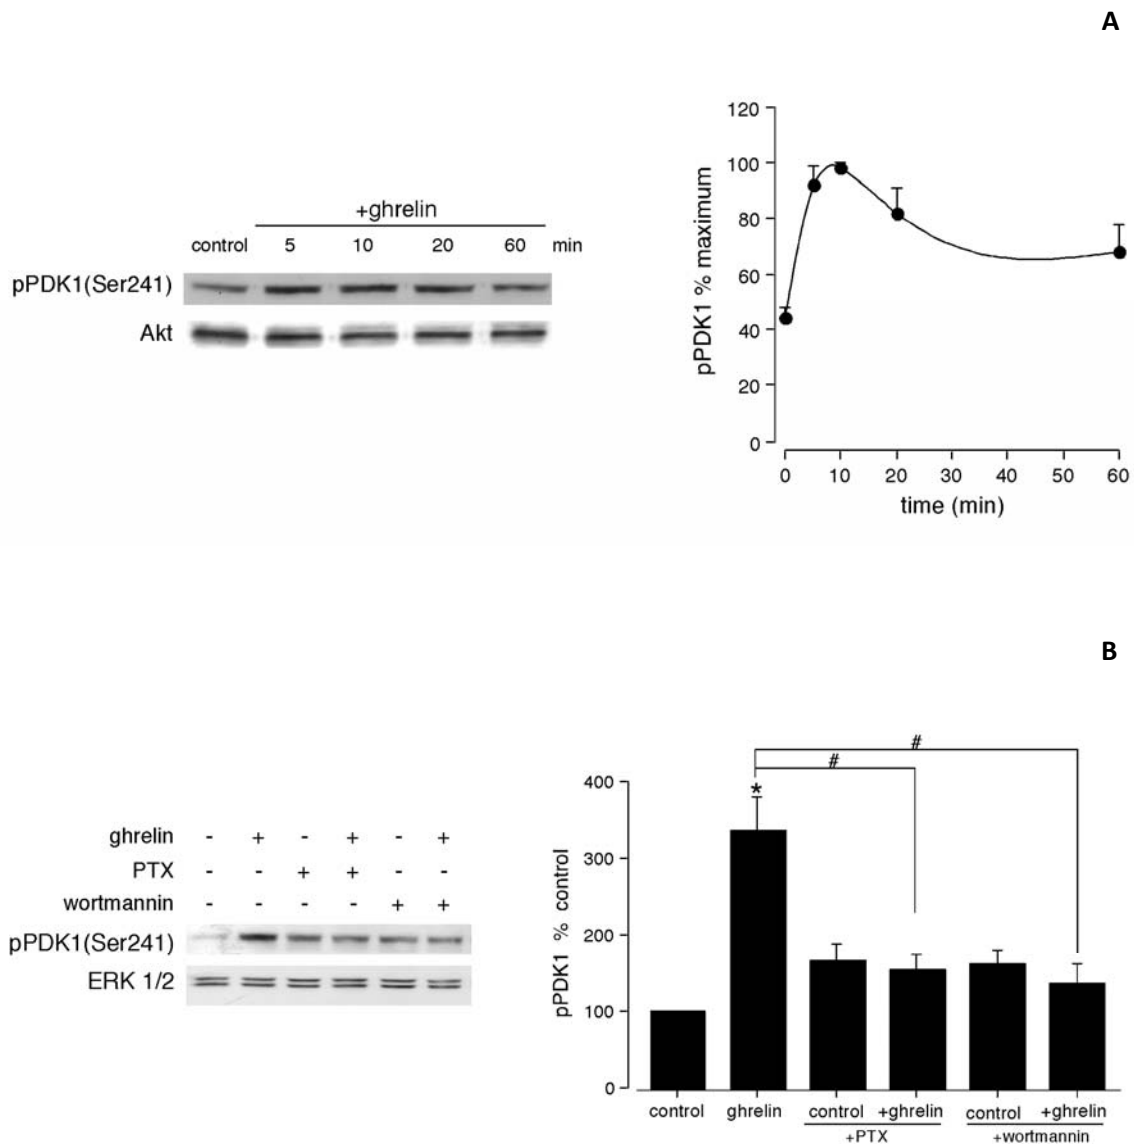 A
+ghrelin
control 5 10 20 60 min
pPDK1(Ser241)
Akt
120
100
80
60
40
20
0
pPDK1 % maximum
0 10 20 30 40 50 60
time (min)
B
ghrelin - + - + - +
PTX - - + + - -
wortmannin - - - - + +
pPDK1(Ser241)
ERK 1/2
#
#
*
400
300
200
100
0
pPDK1 % control
control ghrelin control +ghrelin control +ghrelin
+PTX +wortmannin